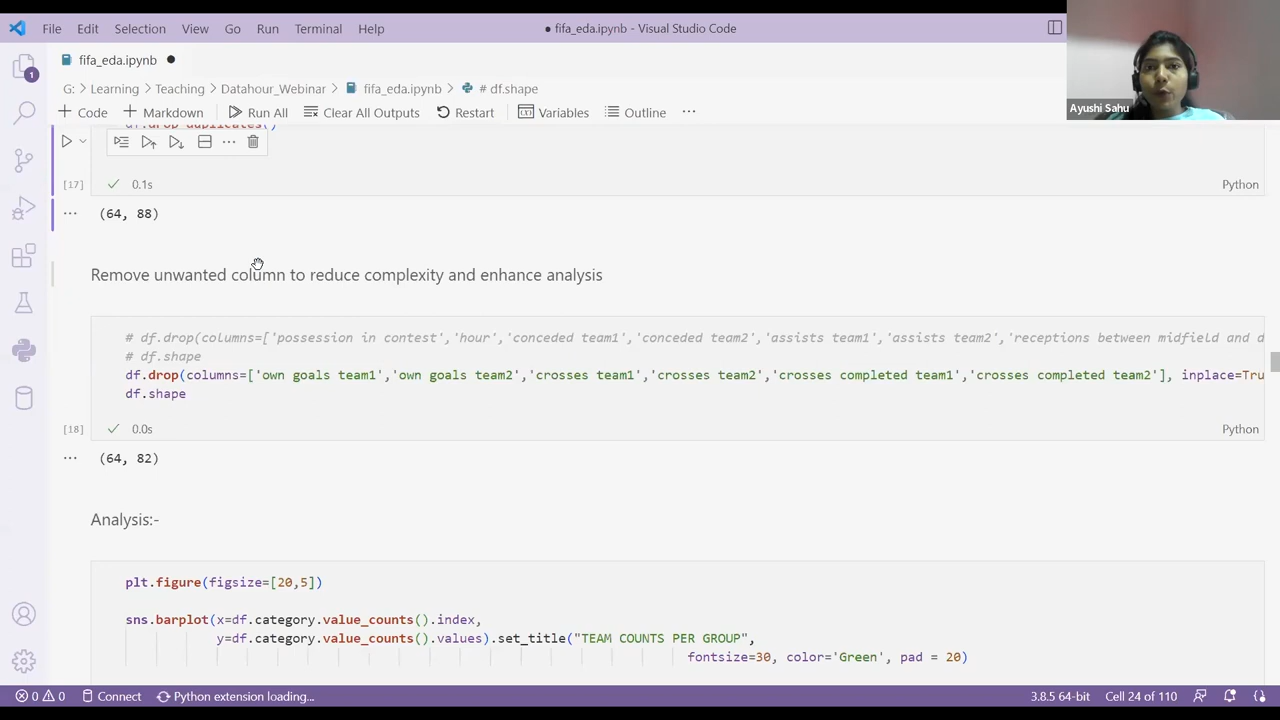 File Edit Selection View Go Run Terminal Help
● fifa_eda.ipynb - Visual Studio Code
Ayushi Sahu
fifa_eda.ipynb ●
1
G: > Learning > Teaching > Datahour_Webinar > fifa_eda.ipynb > # df.shape
+ Code + Markdown Run All Clear All Outputs Restart Variables Outline ...
df.drop_duplicates()
[17] 0.1s Python
... (64, 88)
Remove unwanted column to reduce complexity and enhance analysis
# df.drop(columns=['possession in contest','hour','conceded team1','conceded team2','assists team1','assists team2','receptions between midfield and d
# df.shape
df.drop(columns=['own goals team1','own goals team2','crosses team1','crosses team2','crosses completed team1','crosses completed team2'], inplace=Tru
df.shape
[18] 0.0s Python
... (64, 82)
Analysis:-
plt.figure(figsize=[20,5])
sns.barplot(x=df.category.value_counts().index,
y=df.category.value_counts().values).set_title("TEAM COUNTS PER GROUP",
fontsize=30, color='Green', pad = 20)
0 0 Connect Python extension loading... 3.8.5 64-bit Cell 24 of 110